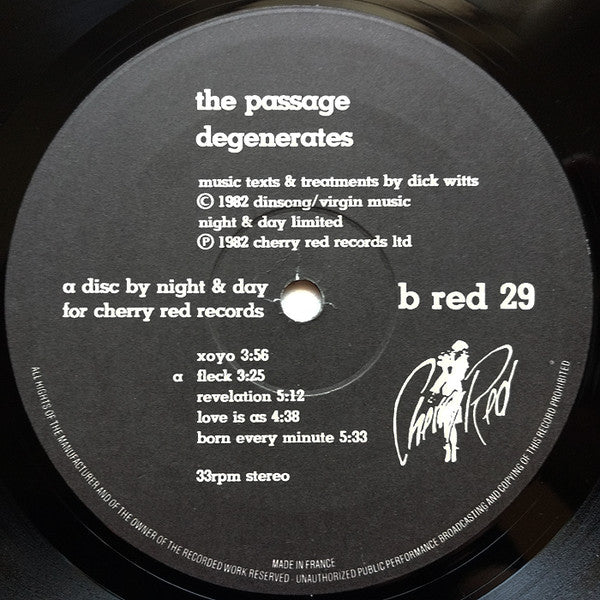 the passage
degenerates
music texts & treatments by dick witts
© 1982 dinsong/virgin music
night & day limited
℗ 1982 cherry red records ltd
a disc by night & day
for cherry red records
b red 29
xoyo 3:56
a fleck 3:25
revelation 5:12
love is as 4:38
born every minute 5:33
33rpm stereo
Cherry Red
MADE IN FRANCE
ALL RIGHTS OF THE MANUFACTURER AND OF THE OWNER OF THE RECORDED WORK RESERVED - UNAUTHORIZED PUBLIC PERFORMANCE BROADCASTING AND COPYING OF THIS RECORD PROHIBITED